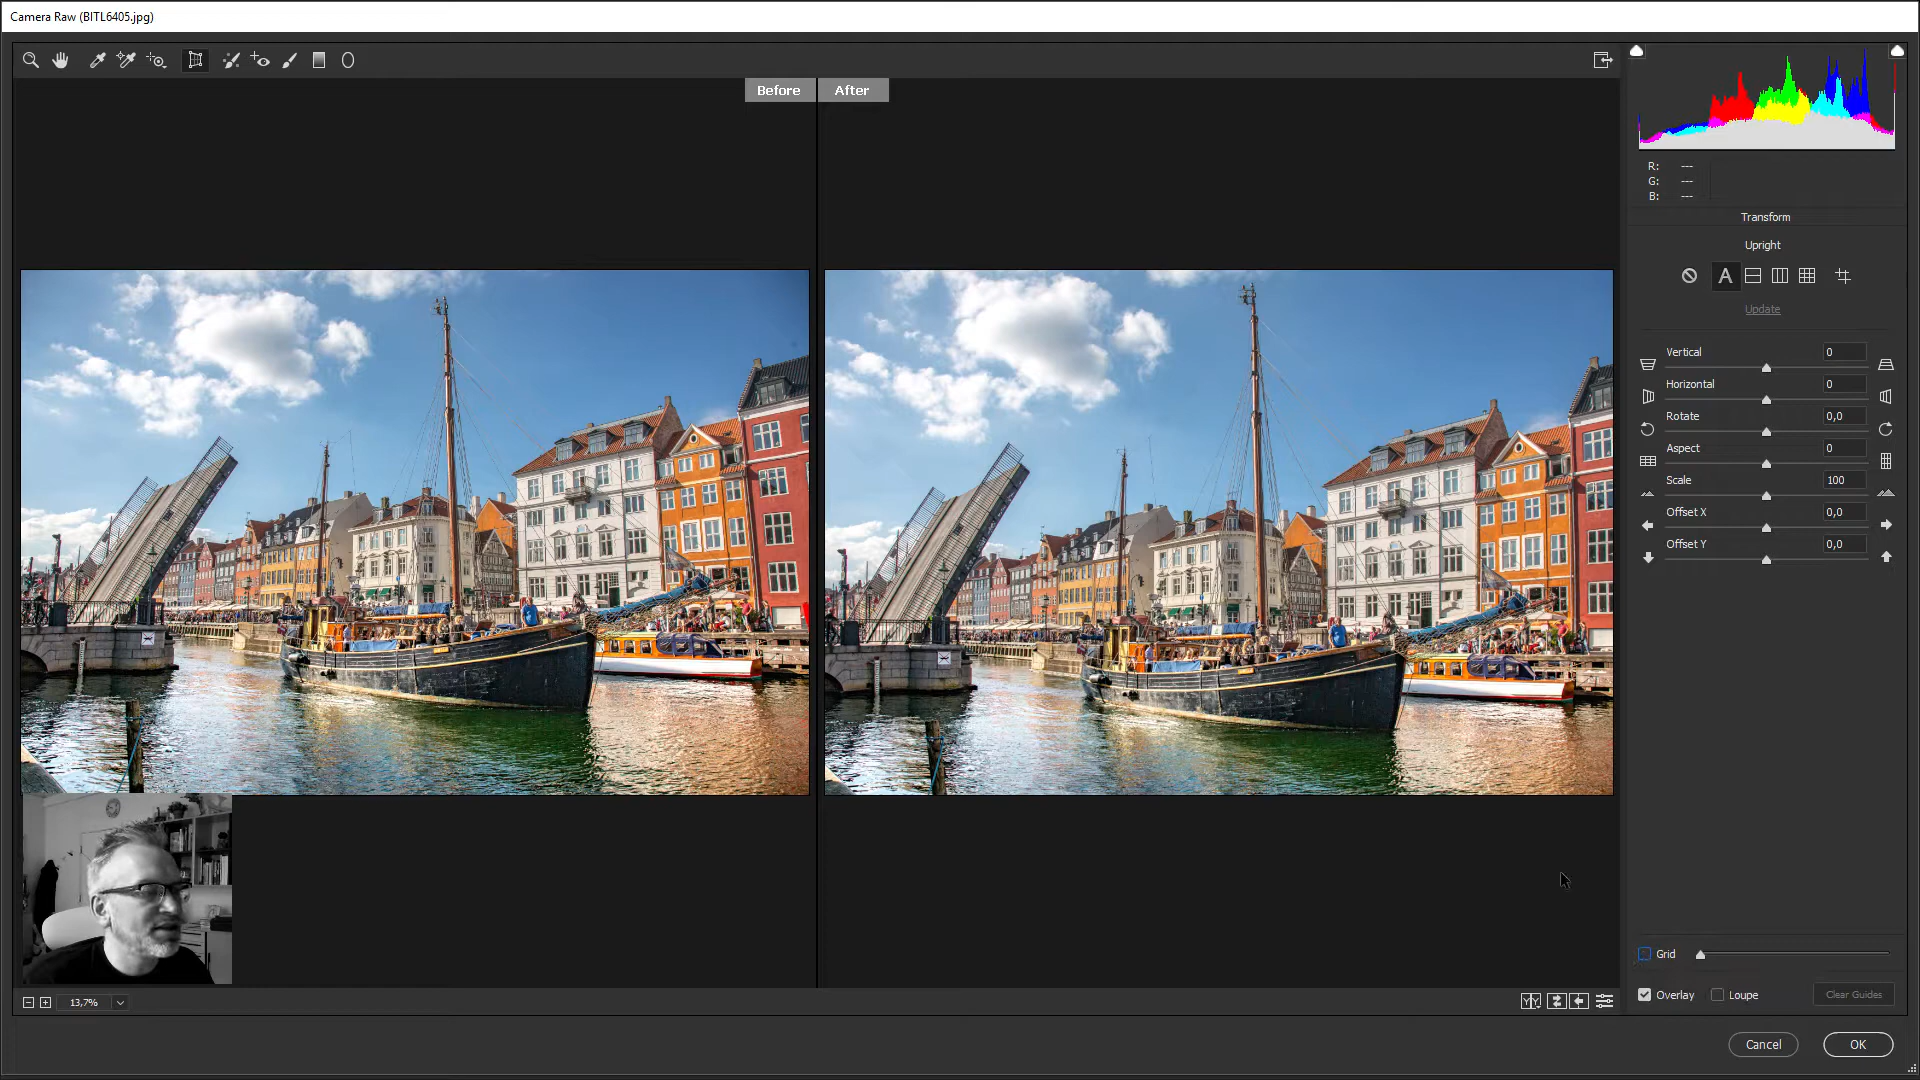 Camera Raw (BITL6405.jpg)
Before
After
R: ---
G: ---
B: ---
Transform
Upright
A
Update
Vertical 0
Horizontal 0
Rotate 0,0
Aspect 0
Scale 100
Offset X 0,0
Offset Y 0,0
Grid
13,7%
Y Y
Overlay
Loupe
Clear Guides
Cancel
OK